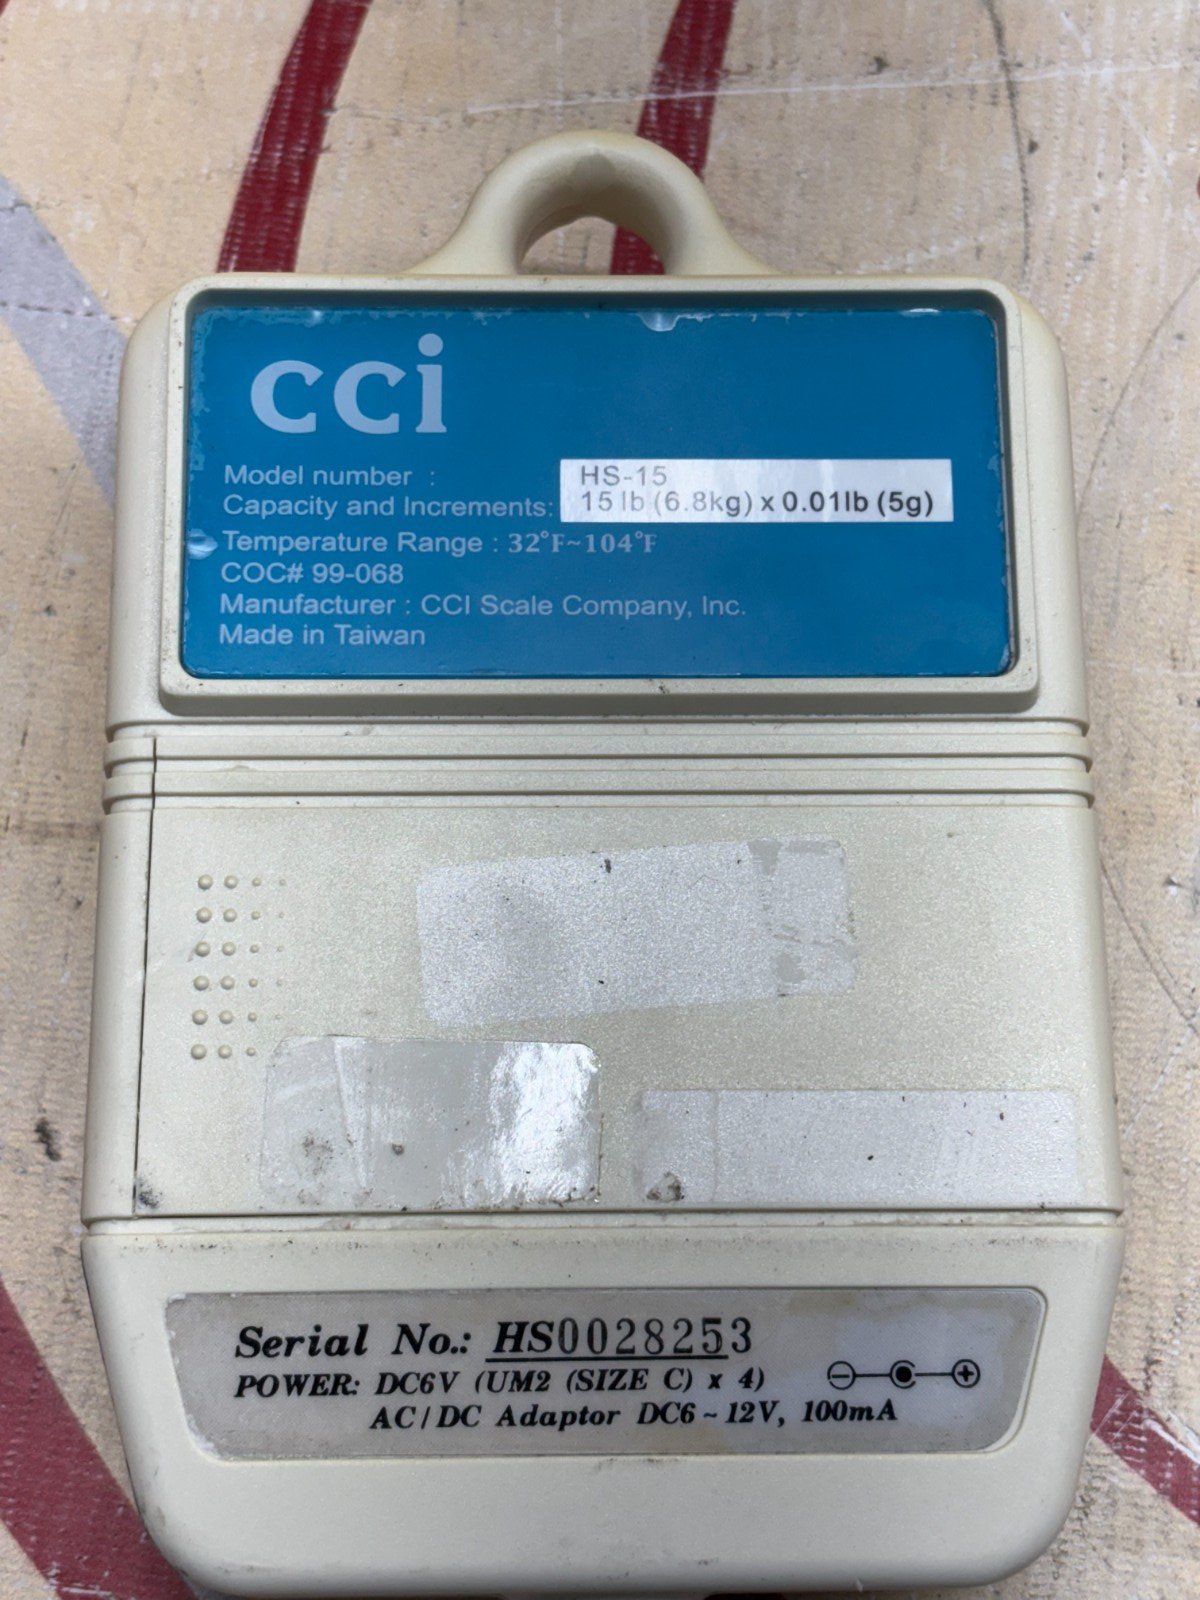 cci
Model number : HS-15
Capacity and Increments: 15 lb (6.8kg) x 0.01lb (5g)
Temperature Range : 32°F~104°F
COC# 99-068
Manufacturer : CCI Scale Company, Inc.
Made in Taiwan
Serial No.: HS0028253
POWER: DC6V (UM2 (SIZE C) x 4)
AC/DC Adaptor DC6~12V, 100mA